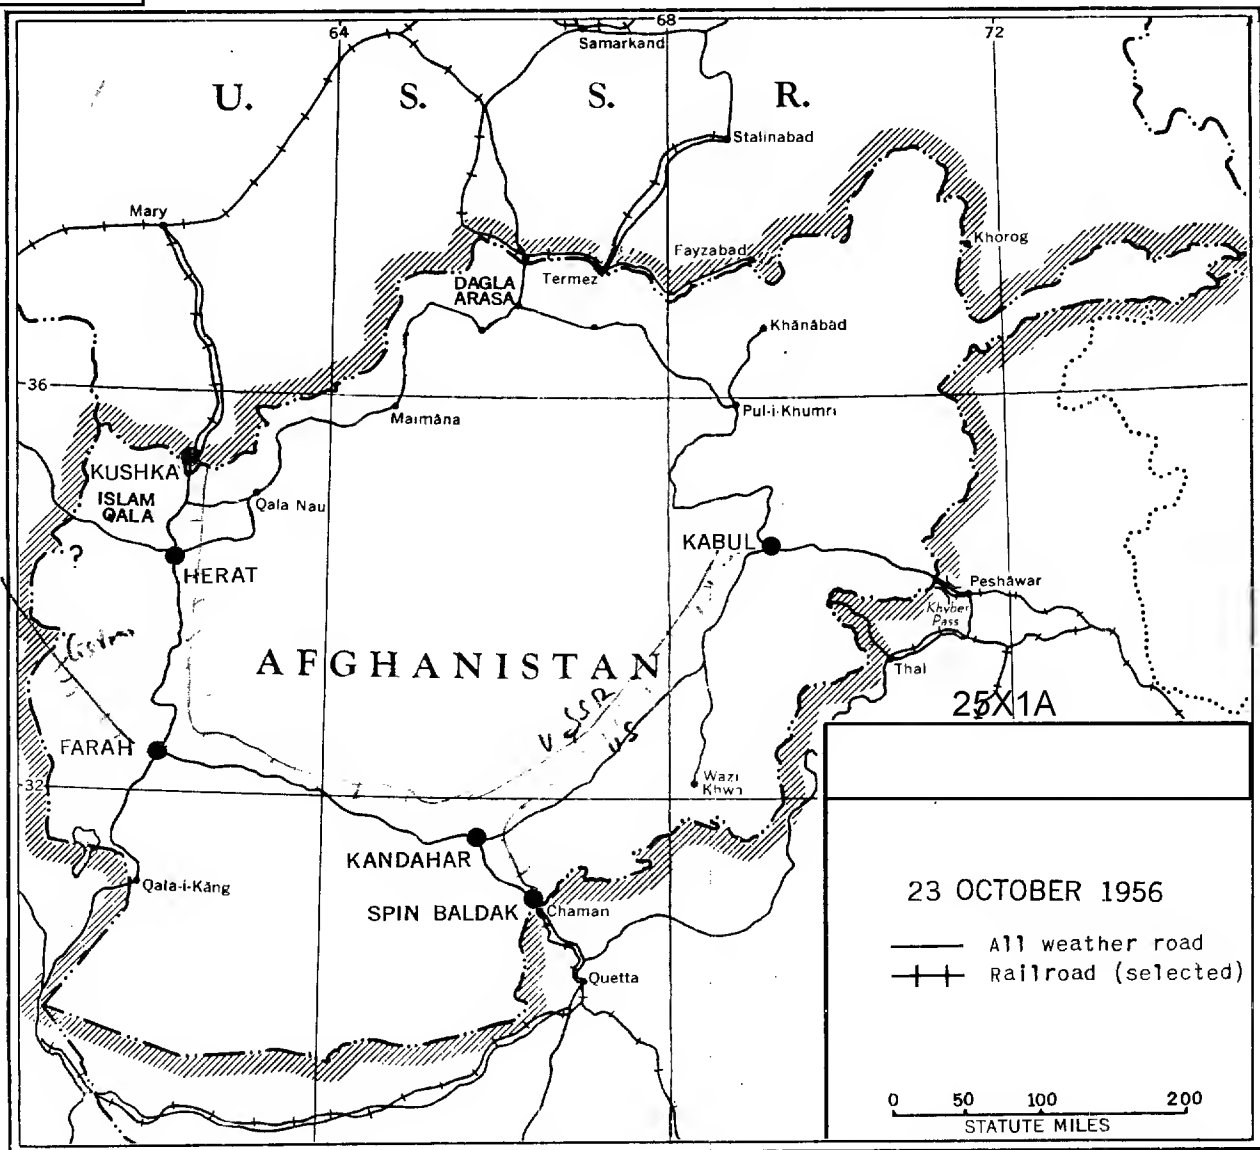 64
68
72
Samarkand
U. S. S. R.
Stalinabad
Mary
Khorog
Fayzabad
DAGLA
ARASA
Termez
Khānābād
36
Maimāna
Pul-i-Khumri
KUSHKA
ISLAM
QALA
Qala Nau
KABUL
?
HERAT
Peshāwar
Khyber
Pass
AFGHANISTAN
Thal
25X1A
USSR
US
FARAH
32
Wazi
Khwa
KANDAHAR
Qala-i-Kāng
SPIN BALDAK
Chaman
Quetta
23 OCTOBER 1956
All weather road
Railroad (selected)
0 50 100 200
STATUTE MILES